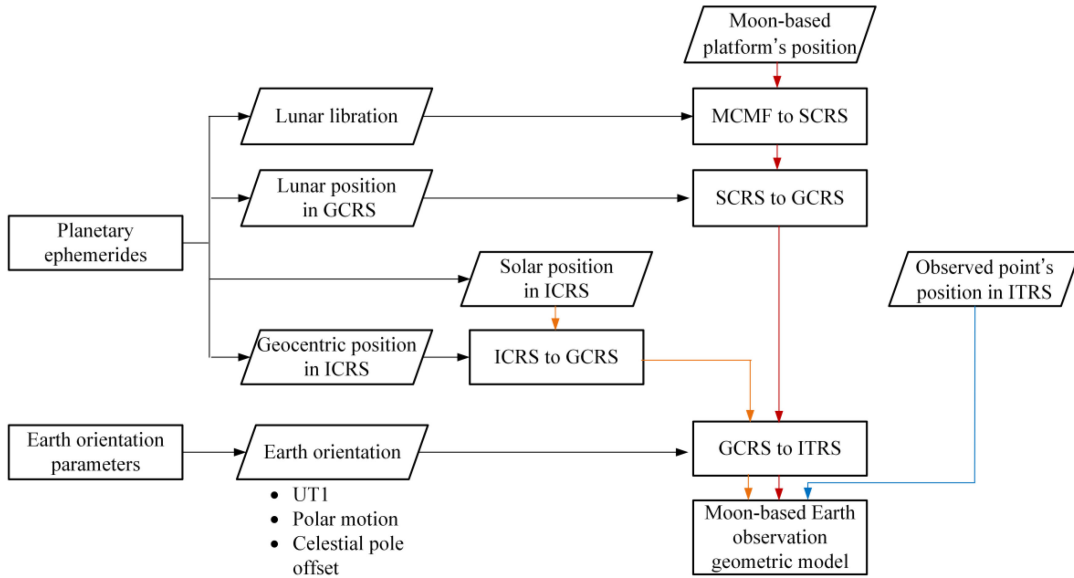 Moon-based
platform's position
Lunar libration
MCMF to SCRS
Lunar position
in GCRS
SCRS to GCRS
Planetary
ephemerides
Solar position
in ICRS
Observed point's
position in ITRS
Geocentric position
in ICRS
ICRS to GCRS
Earth orientation
parameters
Earth orientation
GCRS to ITRS
• UT1
• Polar motion
• Celestial pole
offset
Moon-based Earth
observation
geometric model